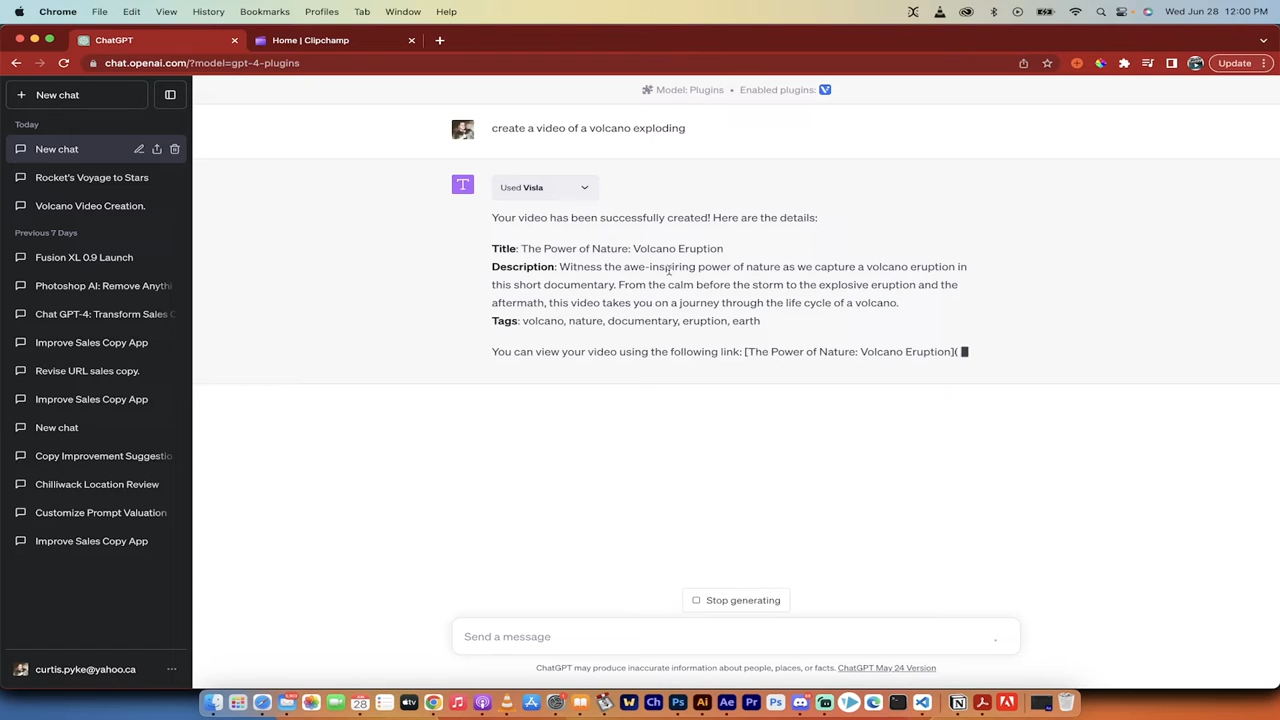 Chrome File Edit View History Bookmarks Profiles Tab Window Help Wed Jun 28 12:00 PM
ChatGPT
Home | Clipchamp
chat.openai.com/?model=gpt-4-plugins
Update
New chat
Today
New chat
Rocket's Voyage to Stars
Volcano Video Creation.
Previous 7 Days
Fusion XL 0.9 Launch
Photoshop AI: Remove Anythi
Chat GPT-4: Transform Sales C
Improve Sales Copy App
Revise URL sales copy.
Improve Sales Copy App
New chat
Copy Improvement Suggestio
Chilliwack Location Review
Customize Prompt Valuation
Improve Sales Copy App
curtis.pyke@yahoo.ca
Model: Plugins • Enabled plugins:
create a video of a volcano exploding
T
Used Visla
Your video has been successfully created! Here are the details:
Title: The Power of Nature: Volcano Eruption
Description: Witness the awe-inspiring power of nature as we capture a volcano eruption in
this short documentary. From the calm before the storm to the explosive eruption and the
aftermath, this video takes you on a journey through the life cycle of a volcano.
Tags: volcano, nature, documentary, eruption, earth
You can view your video using the following link: [The Power of Nature: Volcano Eruption](
Stop generating
Send a message
ChatGPT may produce inaccurate information about people, places, or facts. ChatGPT May 24 Version